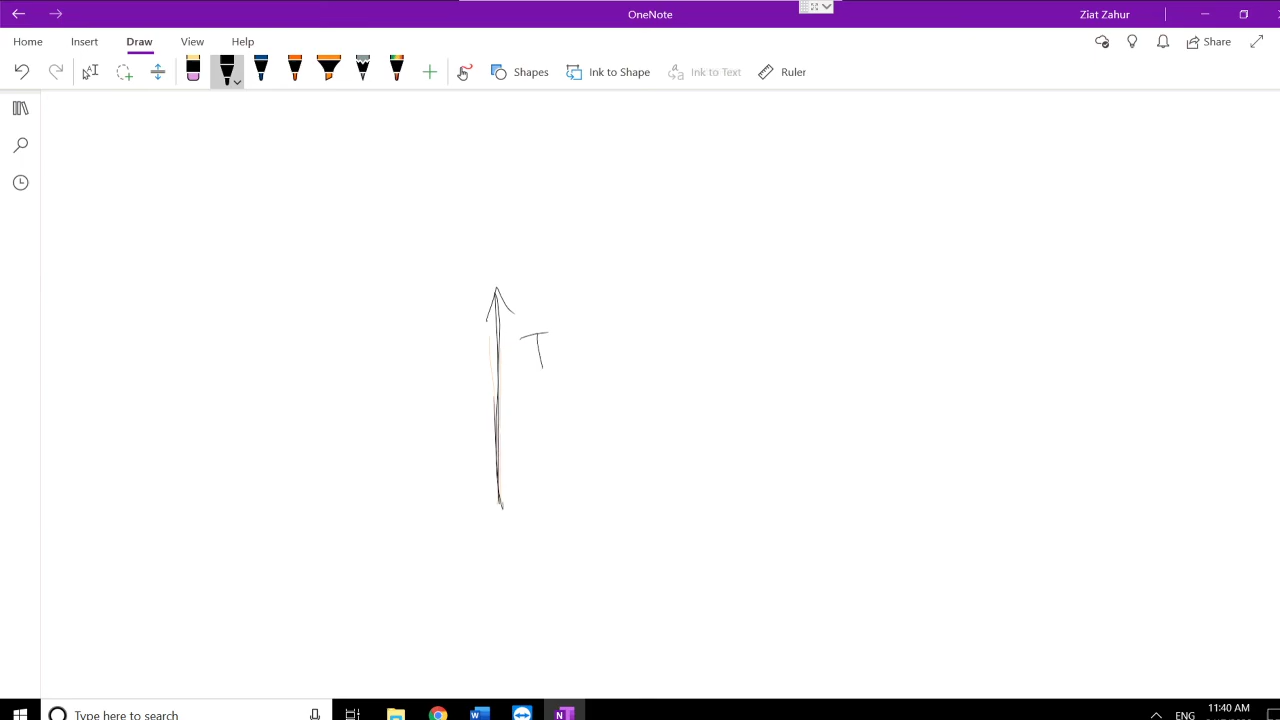 OneNote
Ziat Zahur
Home Insert Draw View Help
Share
Shapes Ink to Shape Ink to Text Ruler
T
Type here to search
ENG
11:40 AM